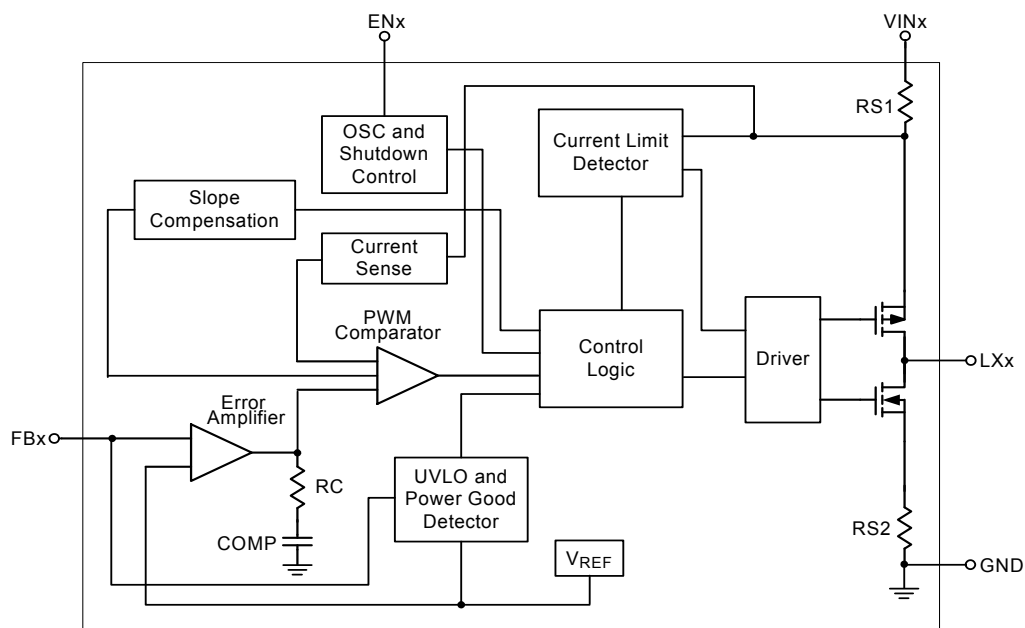 ENx
VINx
RS1
OSC and
Shutdown
Control
Current Limit
Detector
Slope
Compensation
Current
Sense
PWM
Comparator
Control
Logic
Driver
LXx
Error
Amplifier
FBx
RC
UVLO and
Power Good
Detector
RS2
COMP
VREF
GND